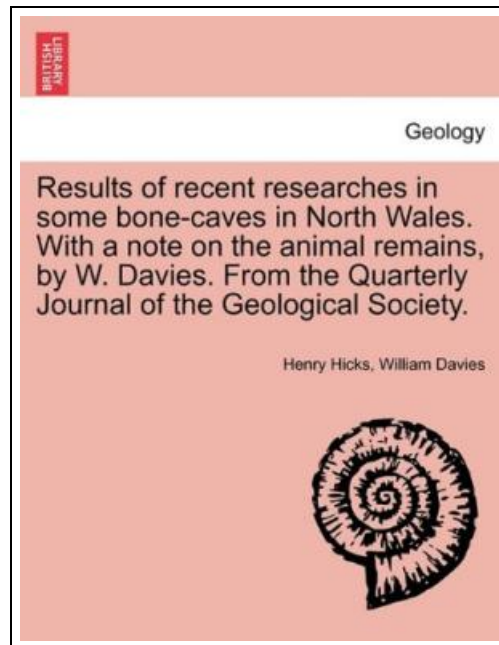 BRITISH
LIBRARY
Geology
Results of recent researches in
some bone-caves in North Wales.
With a note on the animal remains,
by W. Davies. From the Quarterly
Journal of the Geological Society.
Henry Hicks, William Davies